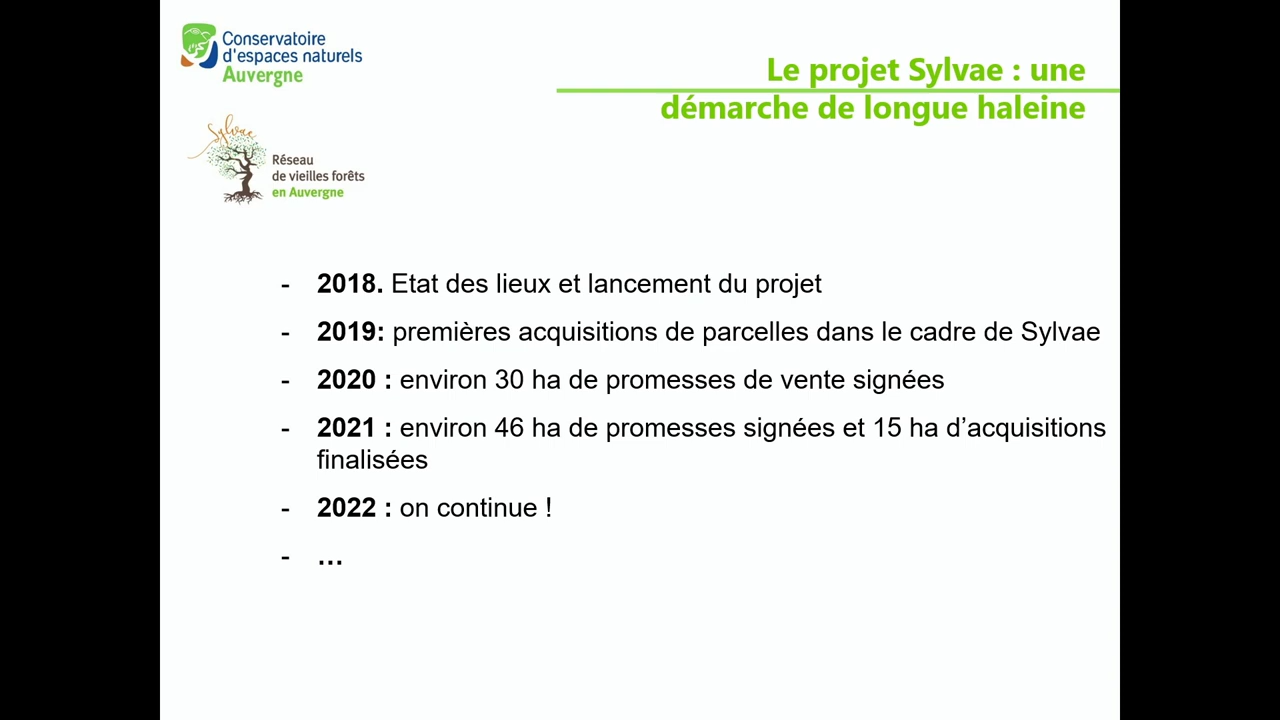 Conservatoire
d'espaces naturels
Auvergne
Le projet Sylvae : une
démarche de longue haleine
Sylvae
Réseau
de vieilles forêts
en Auvergne
- 2018. Etat des lieux et lancement du projet
- 2019: premières acquisitions de parcelles dans le cadre de Sylvae
- 2020 : environ 30 ha de promesses de vente signées
- 2021 : environ 46 ha de promesses signées et 15 ha d’acquisitions
finalisées
- 2022 : on continue !
- ...